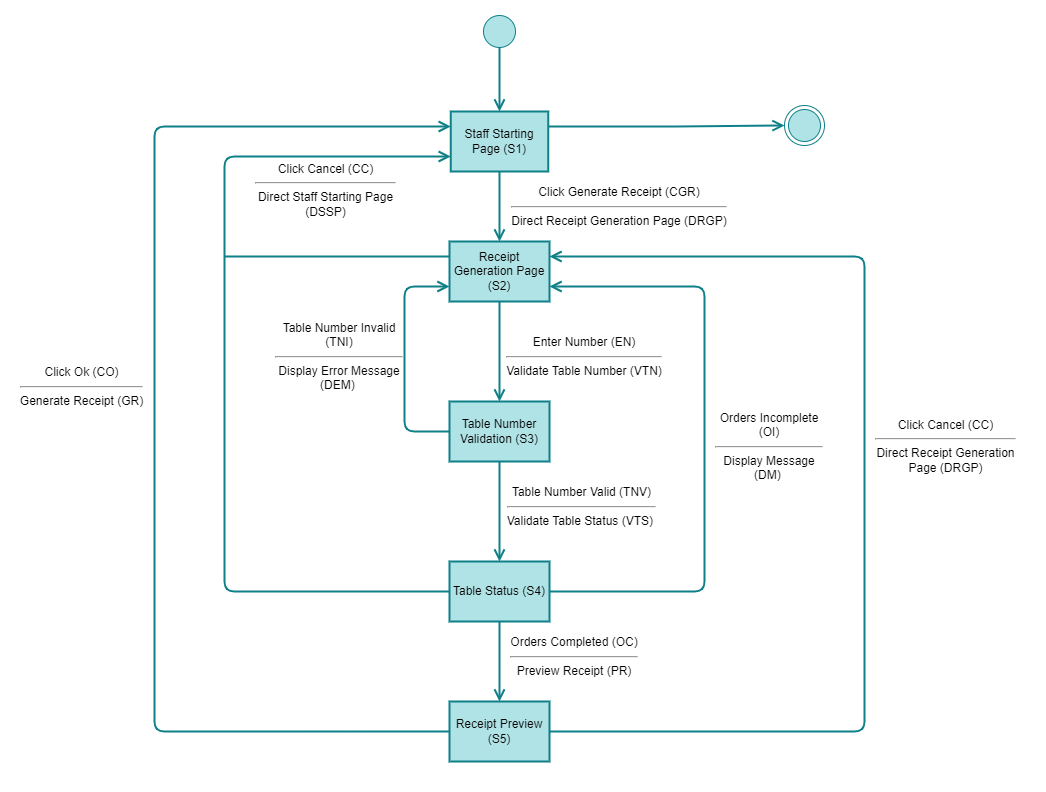 Staff Starting
Page (S1)
Click Cancel (CC)
Direct Staff Starting Page
(DSSP)
Click Generate Receipt (CGR)
Direct Receipt Generation Page (DRGP)
Receipt
Generation Page
(S2)
Table Number Invalid
(TNI)
Display Error Message
(DEM)
Enter Number (EN)
Validate Table Number (VTN)
Click Ok (CO)
Generate Receipt (GR)
Table Number
Validation (S3)
Orders Incomplete
(OI)
Display Message
(DM)
Click Cancel (CC)
Direct Receipt Generation
Page (DRGP)
Table Number Valid (TNV)
Validate Table Status (VTS)
Table Status (S4)
Orders Completed (OC)
Preview Receipt (PR)
Receipt Preview
(S5)